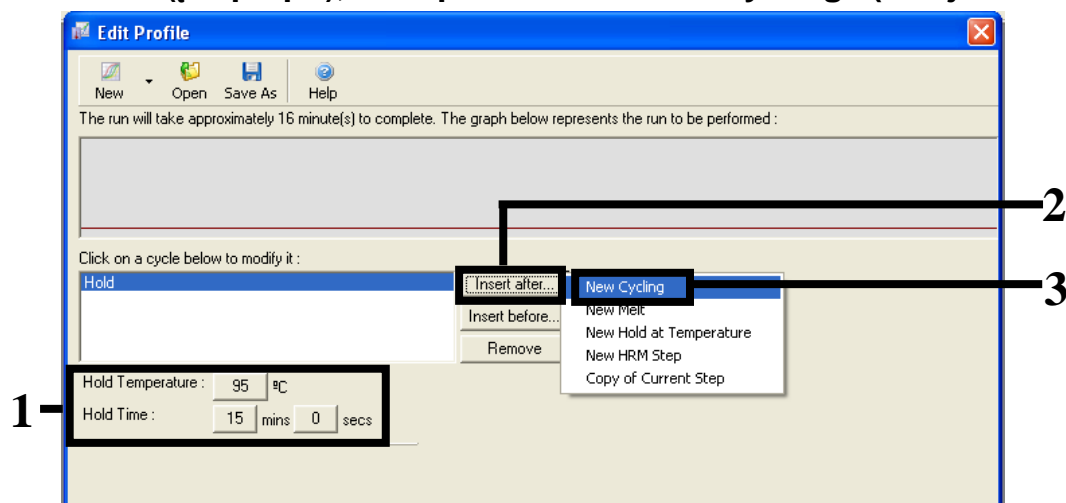 Edit Profile
New Open Save As Help
The run will take approximately 16 minute(s) to complete. The graph below represents the run to be performed :
2
Click on a cycle below to modify it :
Hold Insert after... New Cycling 3
New Melt
Insert before...
New Hold at Temperature
Remove New HRM Step
Copy of Current Step
Hold Temperature : 95 ºC
1 Hold Time : 15 mins 0 secs